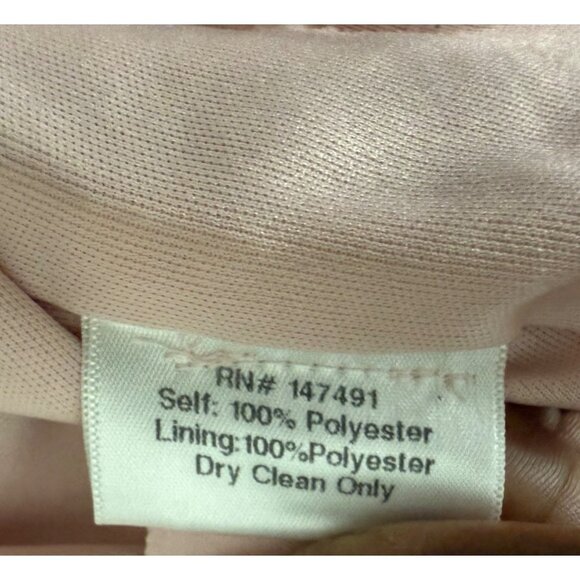 RN# 147491
Self: 100% Polyester
Lining:100%Polyester
Dry Clean Only